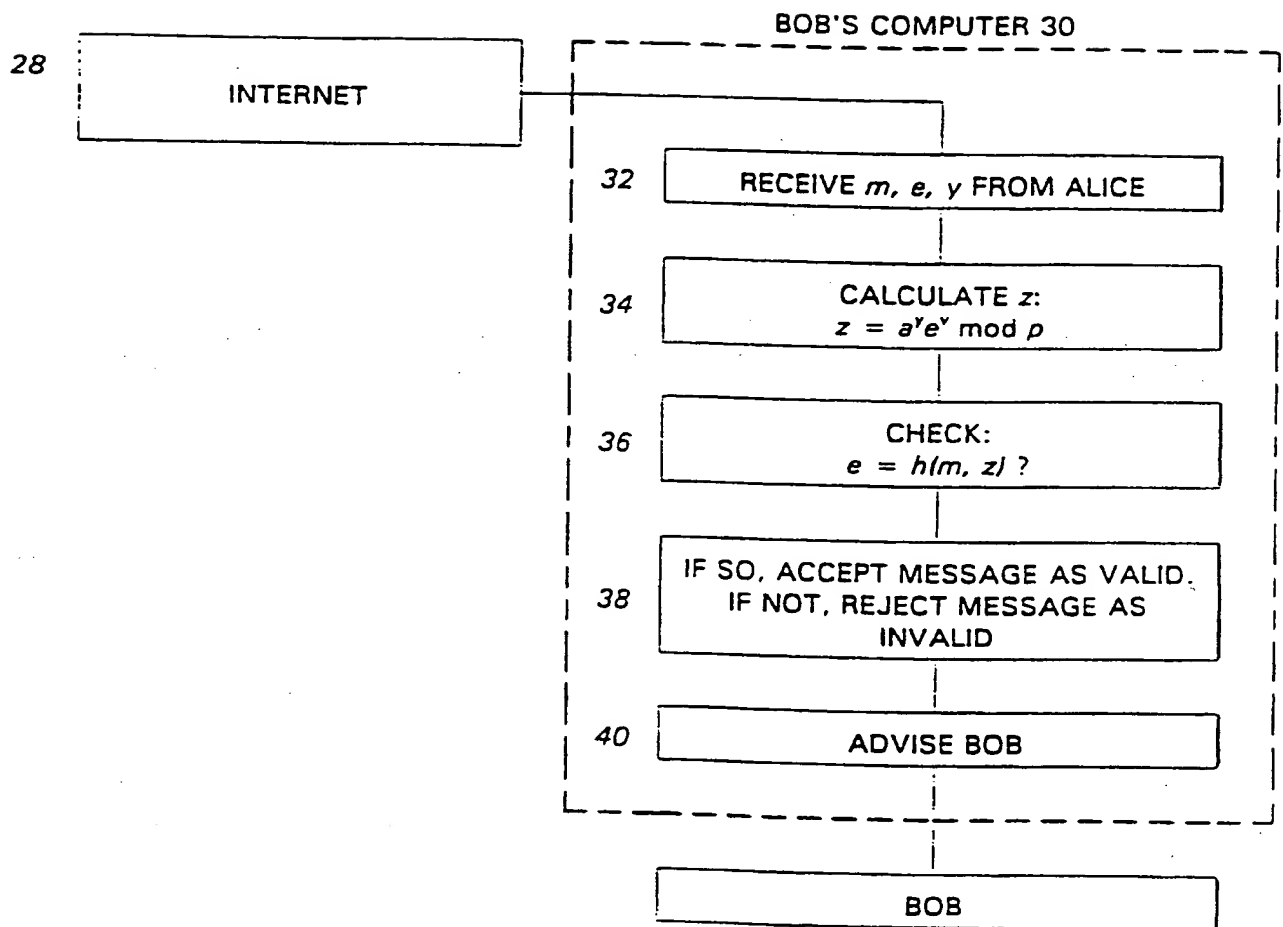 BOB'S COMPUTER 30
28
INTERNET
32
RECEIVE m, e, y FROM ALICE
34
CALCULATE z:
z = aʸeᵛ mod p
36
CHECK:
e = h(m, z) ?
38
IF SO, ACCEPT MESSAGE AS VALID.
IF NOT, REJECT MESSAGE AS
INVALID
40
ADVISE BOB
BOB